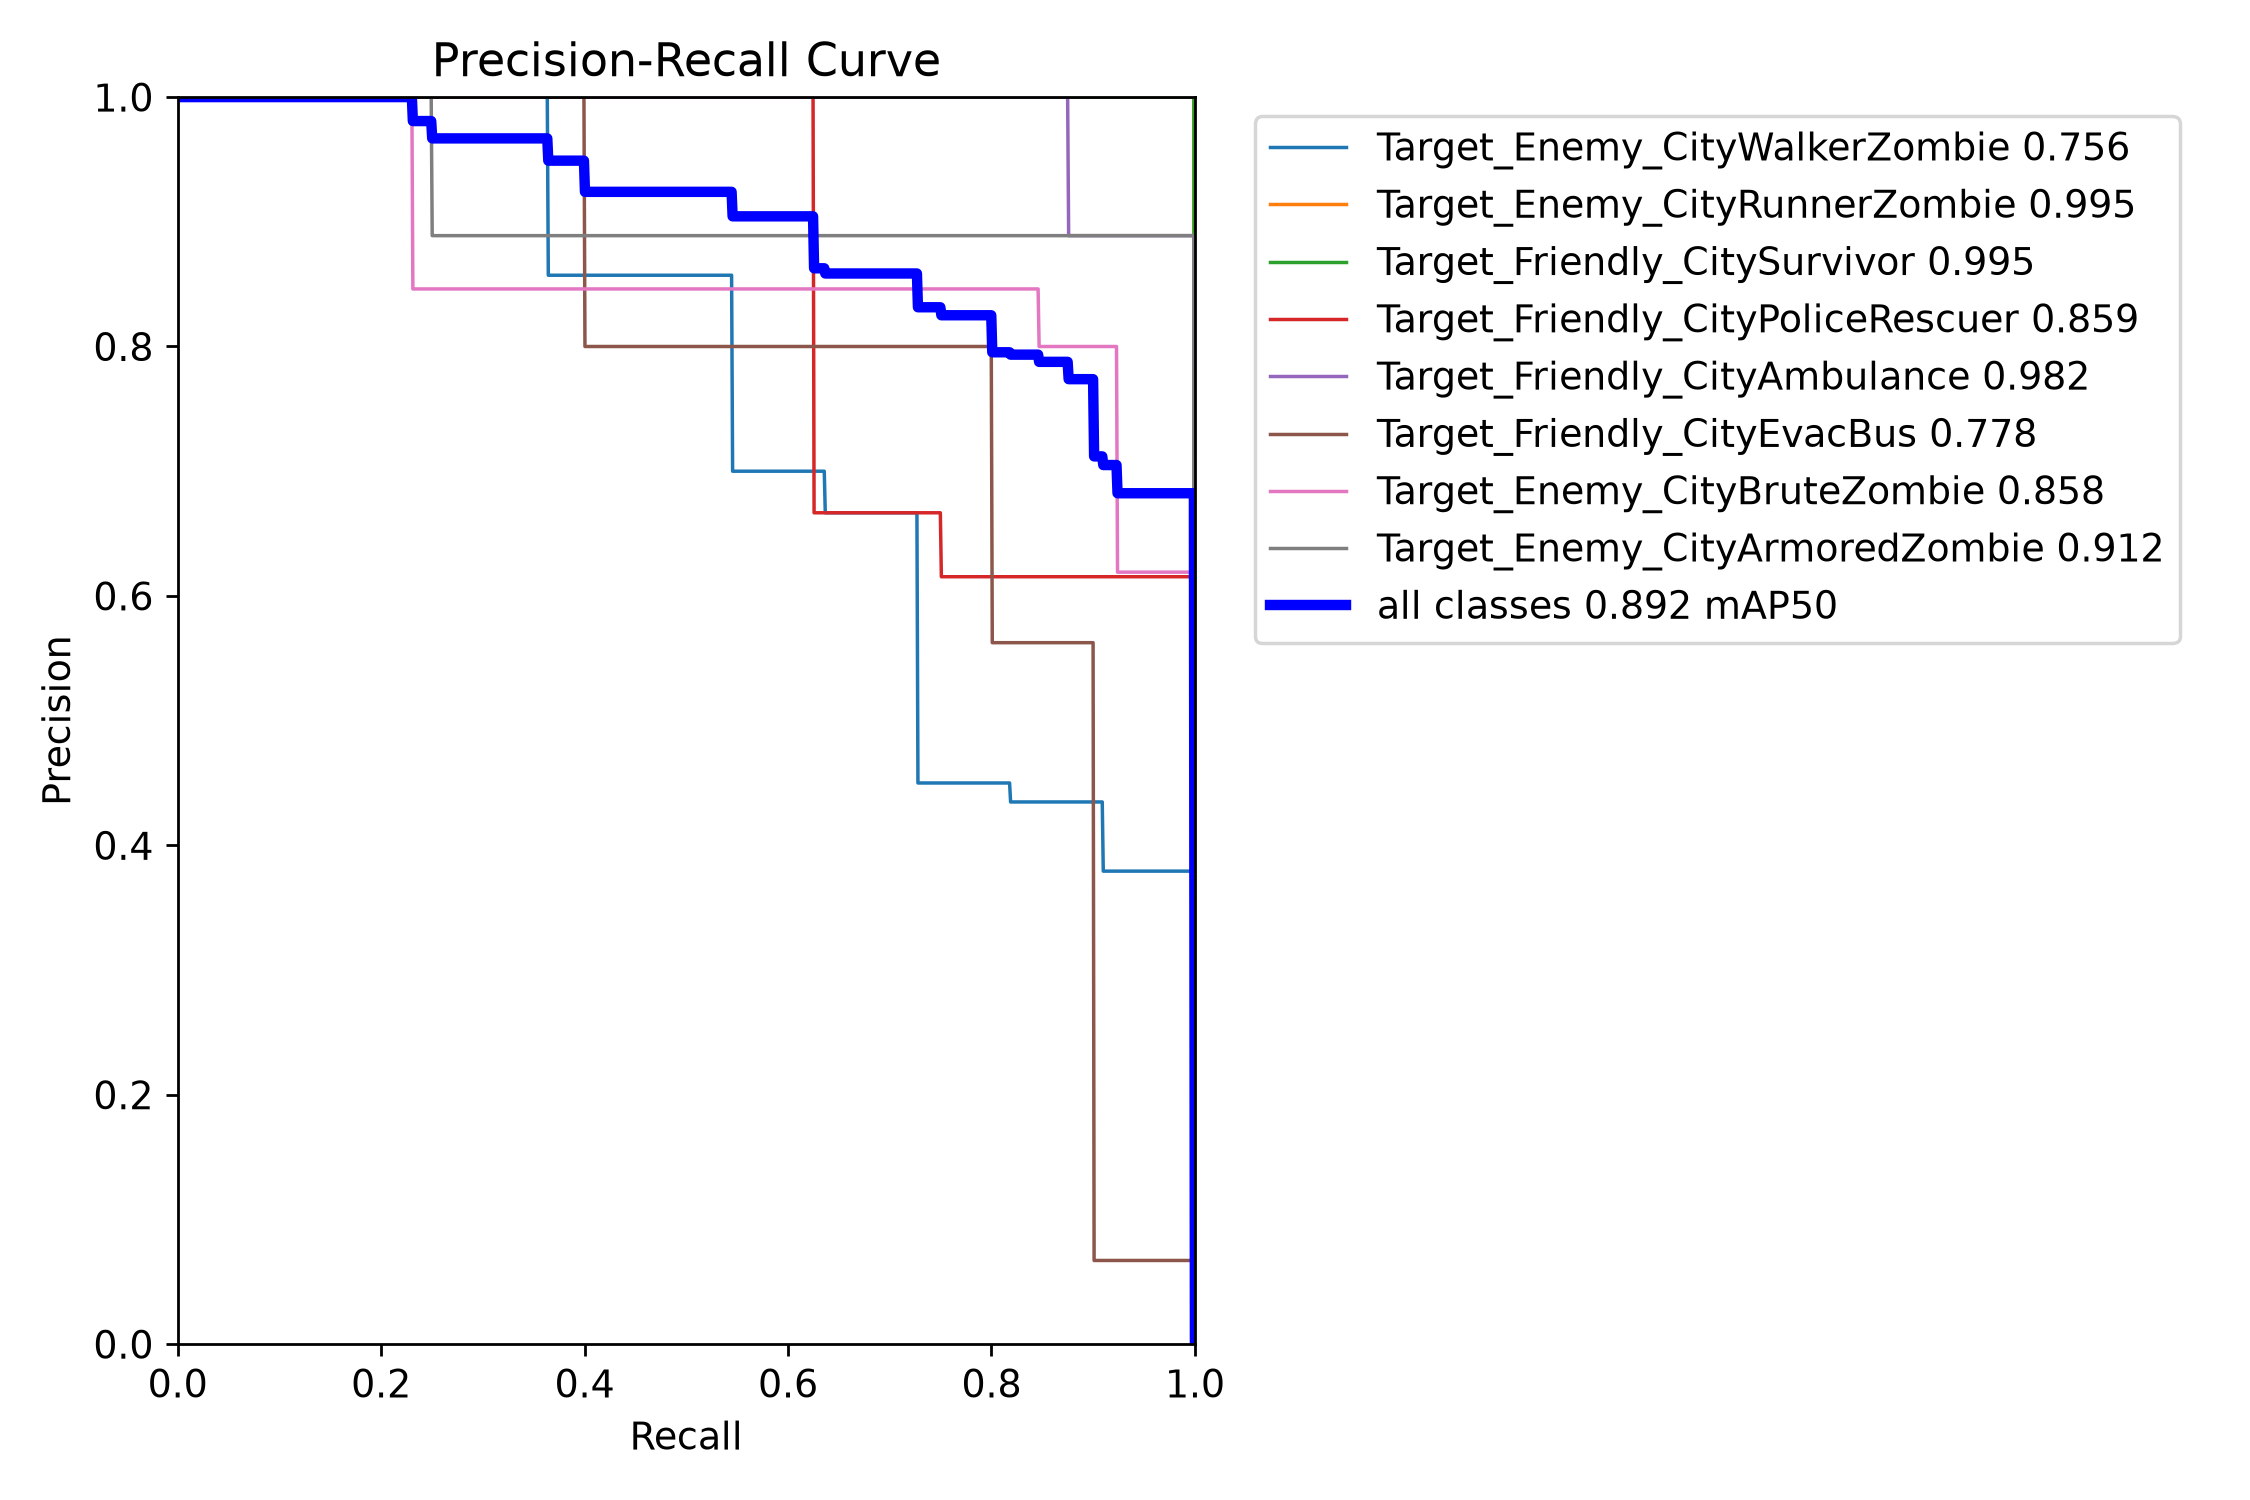 Precision-Recall Curve
1.0
0.8
0.6
0.4
0.2
0.0
Precision
0.0 0.2 0.4 0.6 0.8 1.0
Recall
Target_Enemy_CityWalkerZombie 0.756
Target_Enemy_CityRunnerZombie 0.995
Target_Friendly_CitySurvivor 0.995
Target_Friendly_CityPoliceRescuer 0.859
Target_Friendly_CityAmbulance 0.982
Target_Friendly_CityEvacBus 0.778
Target_Enemy_CityBruteZombie 0.858
Target_Enemy_CityArmoredZombie 0.912
all classes 0.892 mAP50